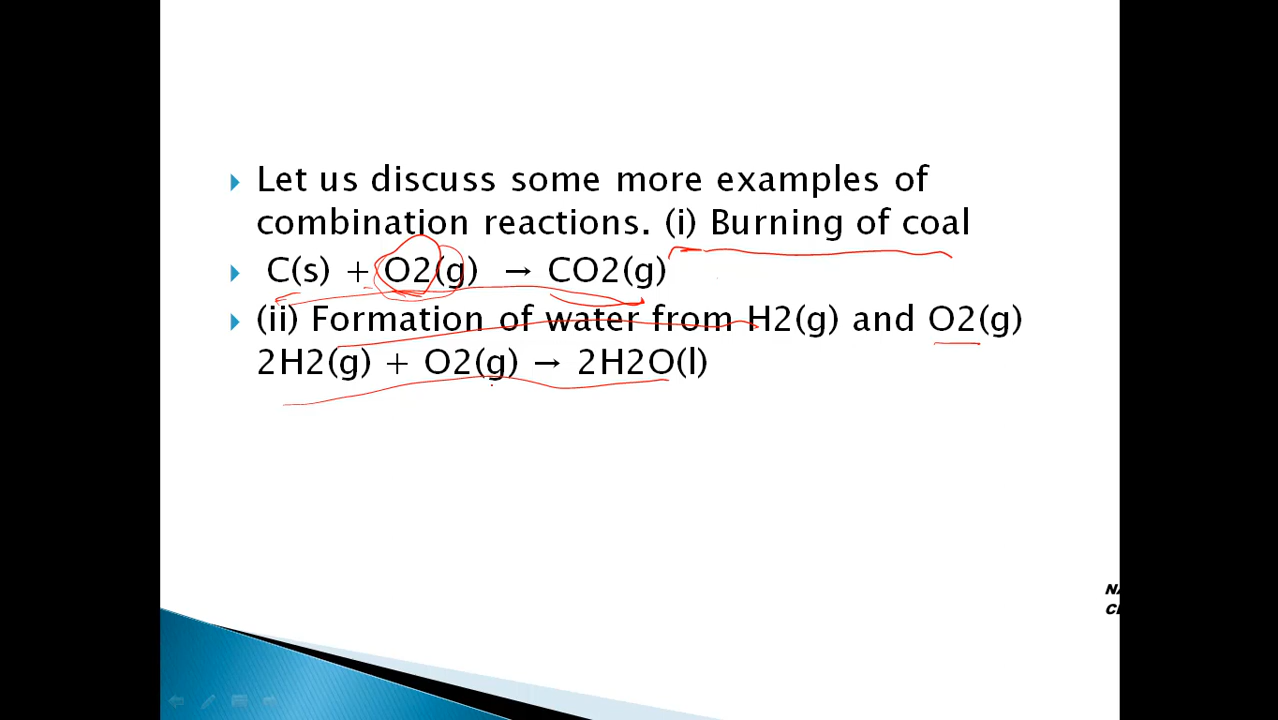 Let us discuss some more examples of
combination reactions. (i) Burning of coal
C(s) + O2(g) → CO2(g)
(ii) Formation of water from H2(g) and O2(g)
2H2(g) + O2(g) → 2H2O(l)